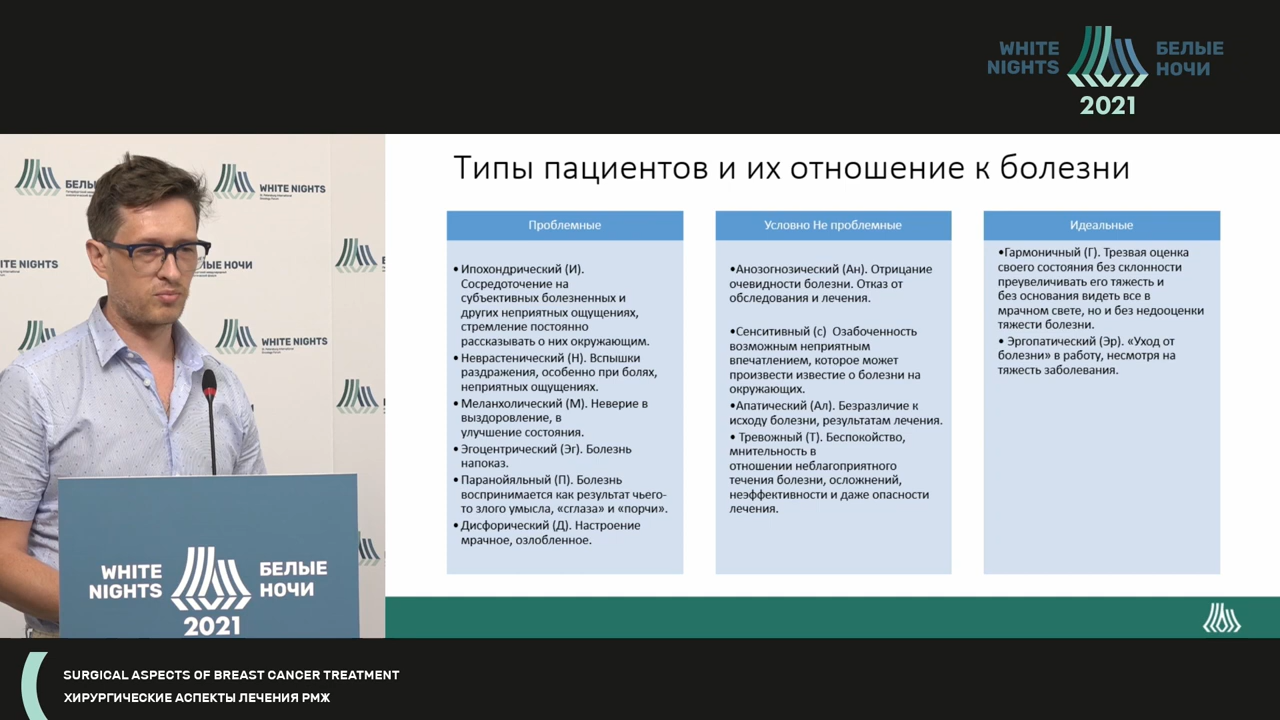 WHITE
NIGHTS
БЕЛЫЕ
НОЧИ
2021
WHITE NIGHTS
WHITE NIGHTS
WHITE
NIGHTS
БЕЛЫЕ
НОЧИ
2021
Типы пациентов и их отношение к болезни
Проблемные
•Ипохондрический (И).
Сосредоточение на
субъективных болезненных и
других неприятных ощущениях,
стремление постоянно
рассказывать о них окружающим.
•Неврастенический (Н). Вспышки
раздражения, особенно при болях,
неприятных ощущениях.
•Меланхолический (М). Неверие в
выздоровление, в
улучшение состояния.
•Эгоцентрический (Эг). Болезнь
напоказ.
•Паранойяльный (П). Болезнь
воспринимается как результат чьего-
то злого умысла, «сглаза» и «порчи».
•Дисфорический (Д). Настроение
мрачное, озлобленное.
Условно Не проблемные
•Анозогнозический (Ан). Отрицание
очевидности болезни. Отказ от
обследования и лечения.
•Сенситивный (с) Озабоченность
возможным неприятным
впечатлением, которое может
произвести известие о болезни на
окружающих.
•Апатический (Ал). Безразличие к
исходу болезни, результатам лечения.
• Тревожный (Т). Беспокойство,
мнительность в
отношении неблагоприятного
течения болезни, осложнений,
неэффективности и даже опасности
лечения.
Идеальные
•Гармоничный (Г). Трезвая оценка
своего состояния без склонности
преувеличивать его тяжесть и
без основания видеть все в
мрачном свете, но и без недооценки
тяжести болезни.
• Эргопатический (Эр). «Уход от
болезни» в работу, несмотря на
тяжесть заболевания.
SURGICAL ASPECTS OF BREAST CANCER TREATMENT
ХИРУРГИЧЕСКИЕ АСПЕКТЫ ЛЕЧЕНИЯ РМЖ